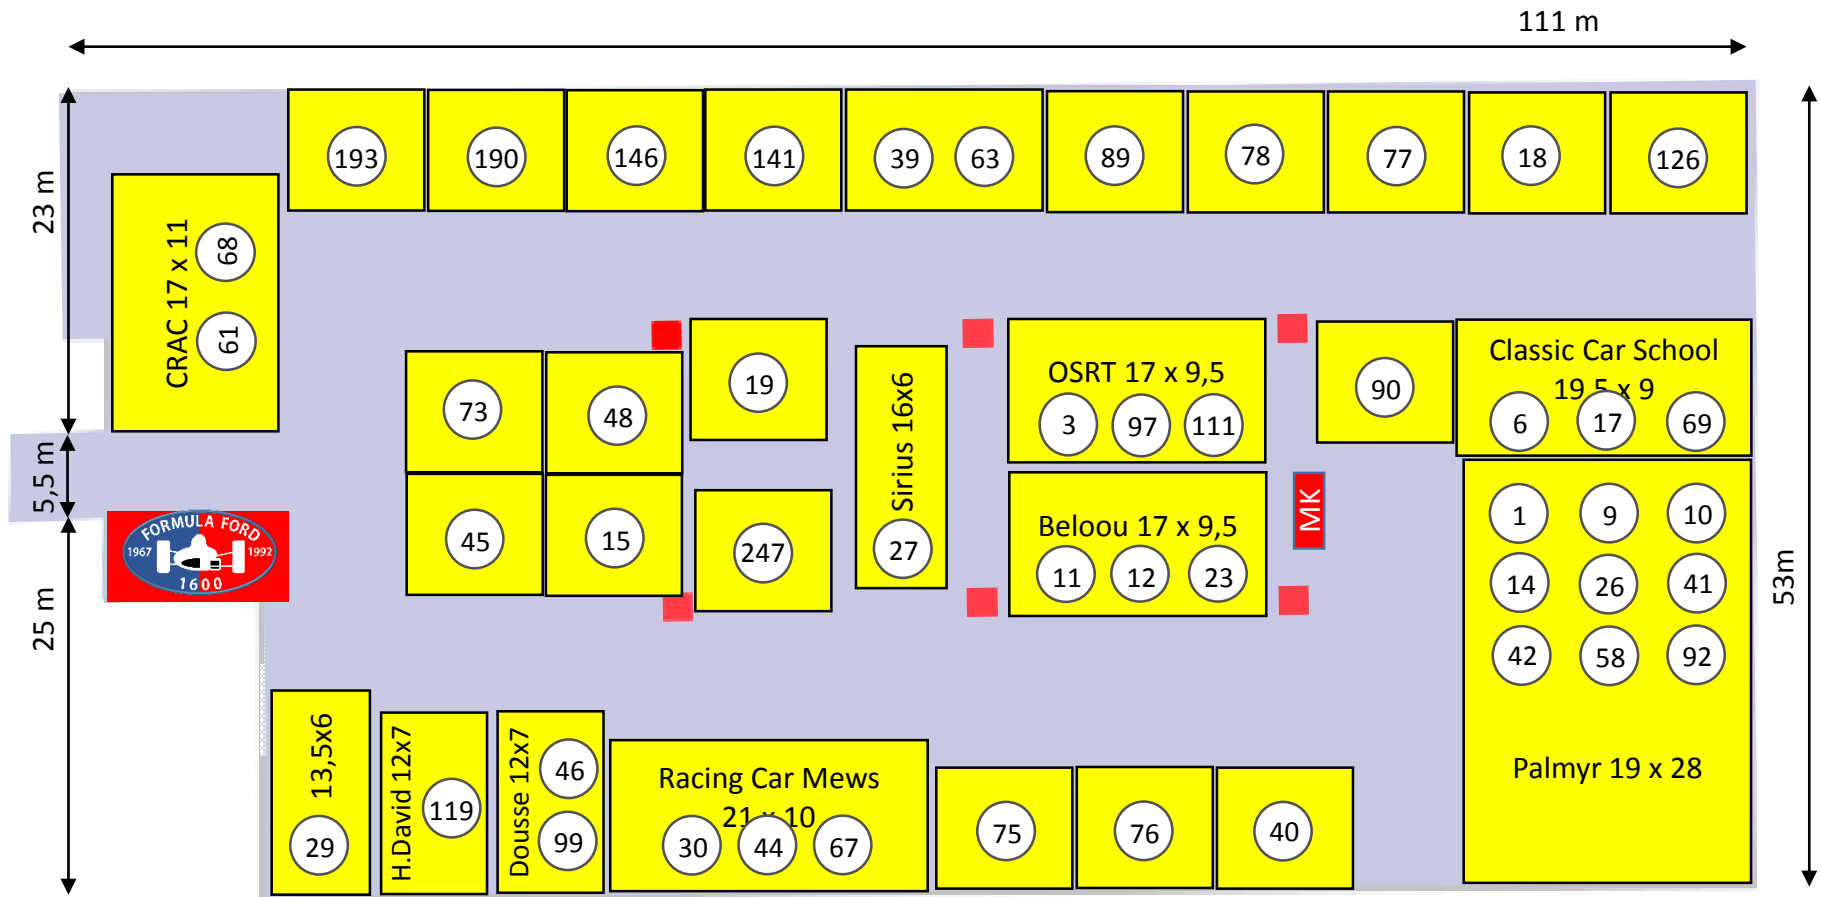 111 m
193
190
146
141
39
63
89
78
77
18
126
23 m
CRAC 17 x 11
68
61
5,5 m
25 m
53m
FORMULA FORD
1967
1992
1600
73
48
45
15
19
247
Sirius 16x6
27
OSRT 17 x 9,5
3
97
111
Beloou 17 x 9,5
11
12
23
MK
90
Classic Car School
19,5 x 9
6
17
69
1
9
10
14
26
41
42
58
92
Palmyr 19 x 28
13,5x6
29
H.David 12x7
119
Dousse 12x7
46
99
Racing Car Mews
21 x 10
30
44
67
75
76
40